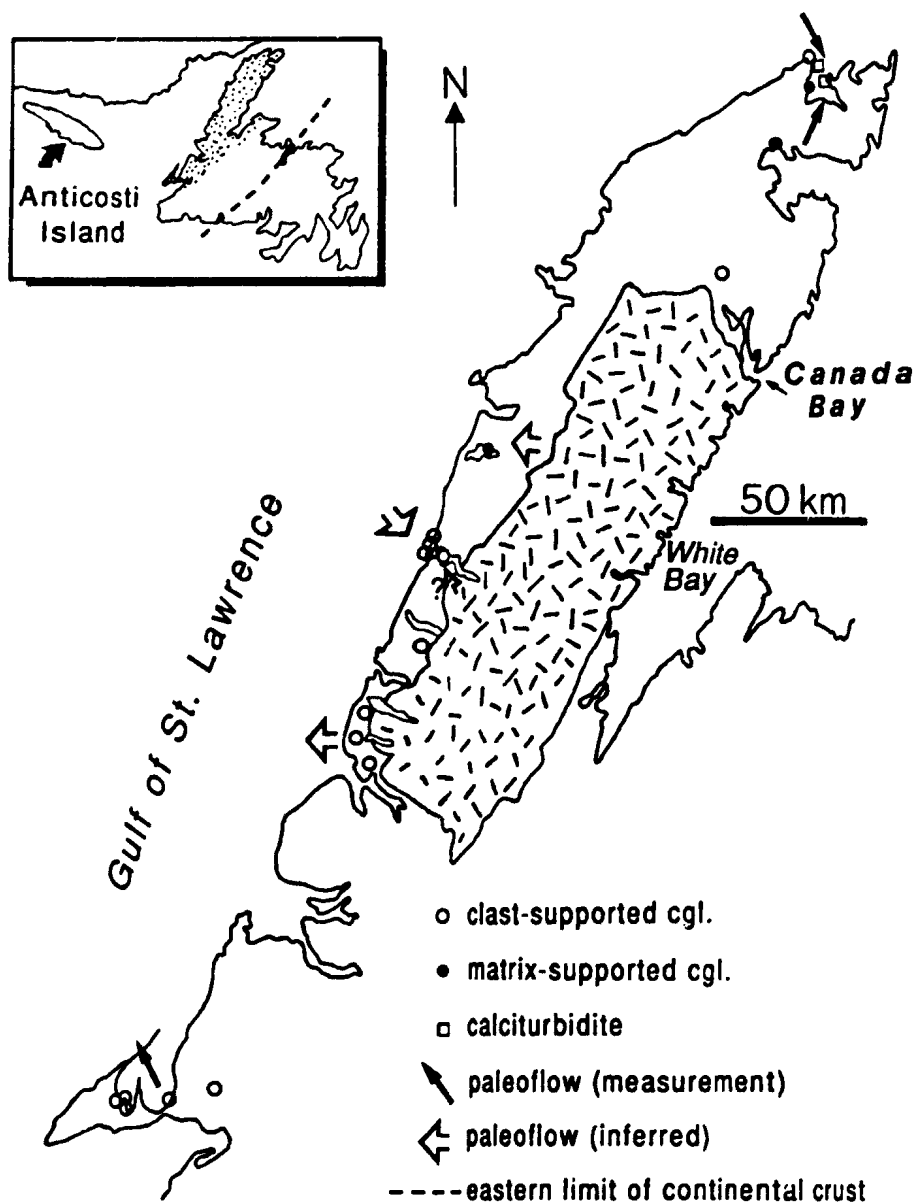 Anticosti
Island
N
Canada
Bay
50 km
White
Bay
??
Gulf of St. Lawrence
clast-supported cgl.
matrix-supported cgl.
calciturbidite
paleoflow (measurement)
paleoflow (inferred)
eastern limit of continental crust